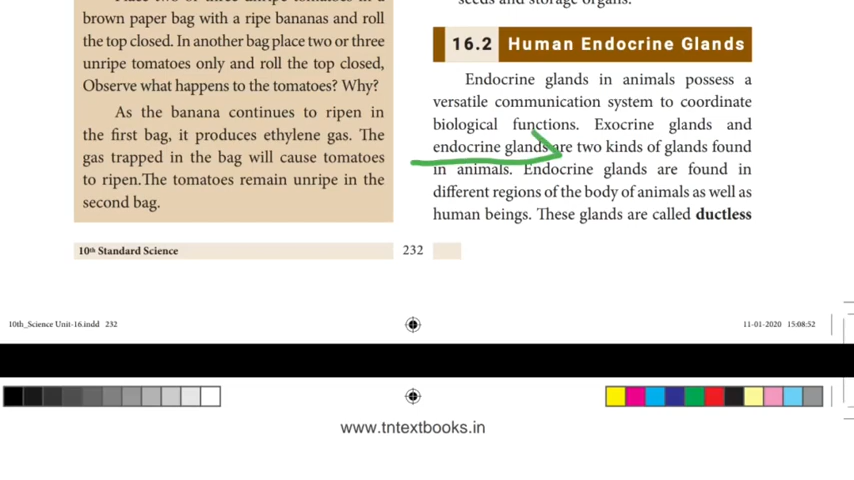 brown paper bag with a ripe bananas and roll
the top closed. In another bag place two or three
unripe tomatoes only and roll the top closed,
Observe what happens to the tomatoes? Why?
As the banana continues to ripen in
the first bag, it produces ethylene gas. The
gas trapped in the bag will cause tomatoes
to ripen.The tomatoes remain unripe in the
second bag.
seeds and storage organs.
16.2 Human Endocrine Glands
Endocrine glands in animals possess a
versatile communication system to coordinate
biological functions. Exocrine glands and
endocrine glands are two kinds of glands found
in animals. Endocrine glands are found in
different regions of the body of animals as well as
human beings. These glands are called ductless
10th Standard Science
232
10th_Science Unit-16.indd 232
11-01-2020 15:08:52
www.tntextbooks.in